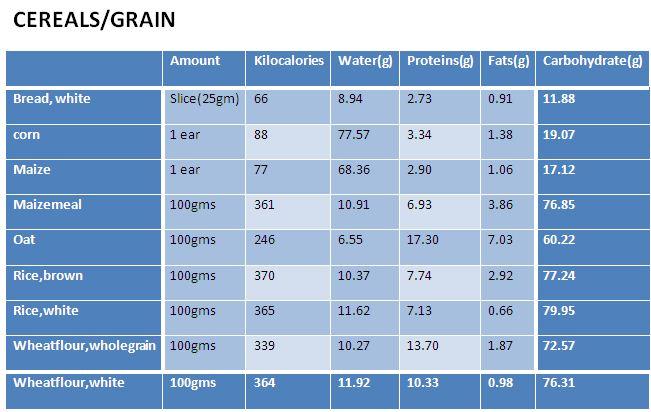 CEREALS/GRAIN
Amount Kilocalories Water(g) Proteins(g) Fats(g) Carbohydrate(g)
Bread, white Slice(25gm) 66 8.94 2.73 0.91 11.88
corn 1 ear 88 77.57 3.34 1.38 19.07
Maize 1 ear 77 68.36 2.90 1.06 17.12
Maizemeal 100gms 361 10.91 6.93 3.86 76.85
Oat 100gms 246 6.55 17.30 7.03 60.22
Rice,brown 100gms 370 10.37 7.74 2.92 77.24
Rice,white 100gms 365 11.62 7.13 0.66 79.95
Wheatflour,wholegrain 100gms 339 10.27 13.70 1.87 72.57
Wheatflour,white 100gms 364 11.92 10.33 0.98 76.31